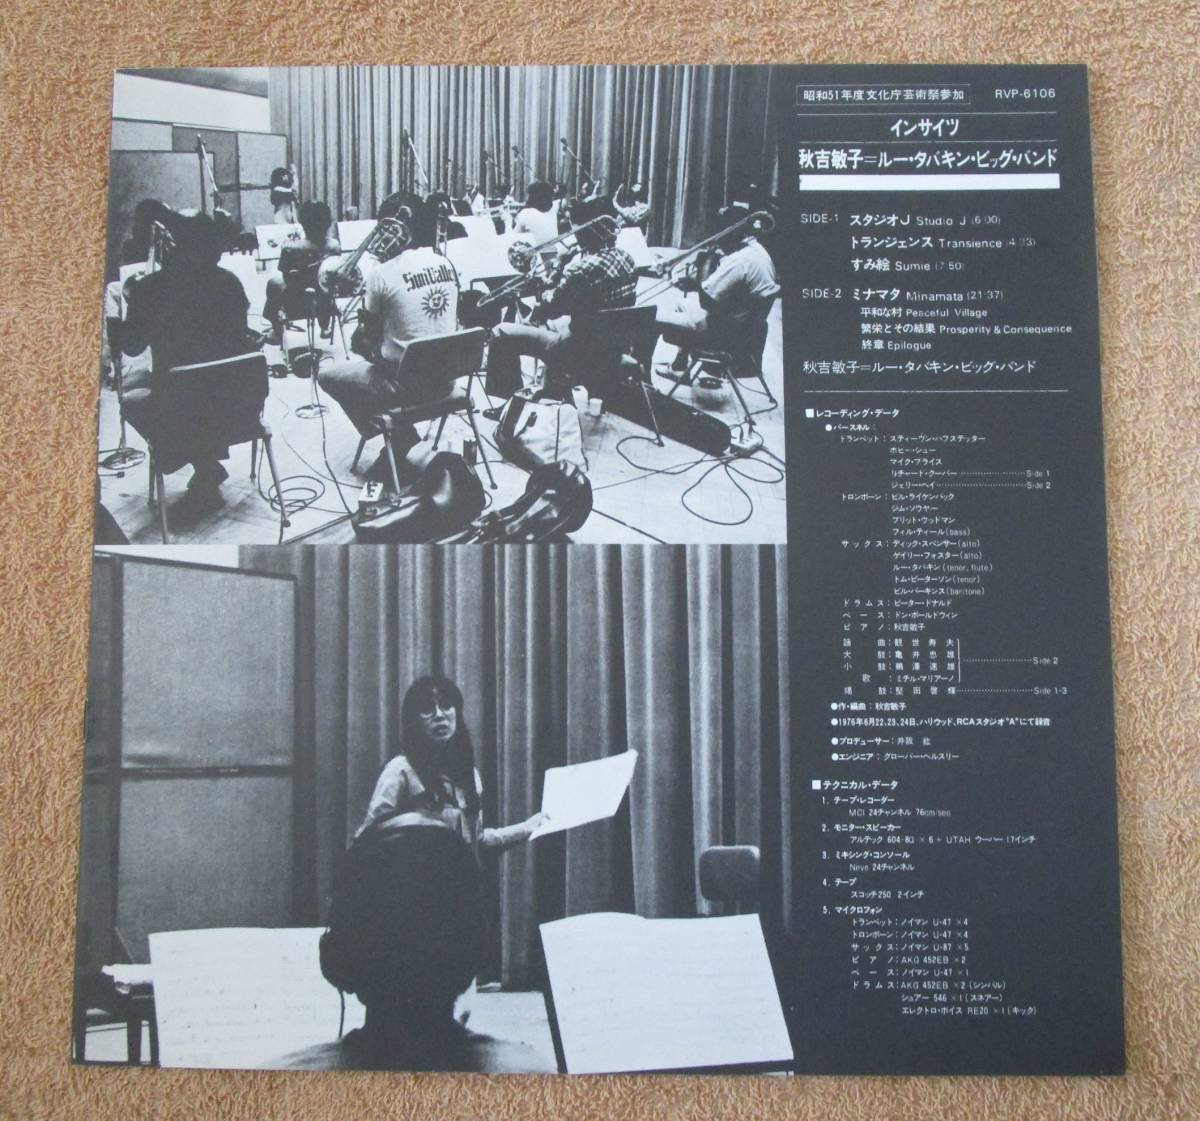 昭和51年度文化庁芸術祭参加 RVP-6106
インサイツ
秋吉敏子=ルー・タバキン・ビッグ・バンド
SIDE-1 スタジオJ Studio J (6:00)
トランジェンス Transience
すみ絵 Sumie (7:50)
SIDE-2 ミナマタ Minamata (21:37)
平和な村 Peaceful Village
繁栄とその結果 Prosperity & Consequence
終章 Epilogue
秋吉敏子=ルー・タバキン・ビッグ・バンド
■レコーディング・データ
●パースネル:
トランペット:スティーヴン・ハフステッター
ボビー・シュー
マイク・プライス
リチャード・クーパー……………………Side 1
ジェリー・ヘイ……………………Side 2
トロンボーン:ビル・ライケンバック
ジム・ソウヤー
ブリット・ウッドマン
フィル・ティール(bass)
サックス:ディック・スペンサー(alto)
ゲイリー・フォスター(alto)
ルー・タバキン(tenor, flute)
トム・ピーターソン(tenor)
ビル・パーキンス(baritone)
ドラムス:ピーター・ドナルド
ベース:ドン・ボールドウィン
ピアノ:秋吉敏子
謡曲:観世寿夫
大鼓:亀井忠雄
小鼓:鵜澤速雄……………………Side 2
歌:ミチル・マリアーノ
羯鼓:堅田啓輝……………………Side 1-3
●作・編曲:秋吉敏子
●1976年6月22、23、24日、ハリウッド、RCAスタジオ"A"にて録音
●プロデューサー:井阪 紘
●エンジニア:グローバー・ヘルスリー
■テクニカル・データ
1. テープ・レコーダー
MCI 24チャンネル 76cm/sec
2. モニター・スピーカー
アルテック 604-8G × 6 + UTAH ウーハー 17インチ
3. ミキシング・コンソール
Neve 24チャンネル
4. テープ
スコッチ250 2インチ
5. マイクロフォン
トランペット:ノイマン U-47 ×4
トロンボーン:ノイマン U-47 ×4
サックス:ノイマン U-87 ×5
ピアノ:AKG 452EB ×2
ベース:ノイマン U-47 ×1
ドラムス:AKG 452EB ×2 (シンバル)
シュアー 546 ×1 (スネアー)
エレクトロ・ボイス RE20 ×1 (キック)
Sun Valley